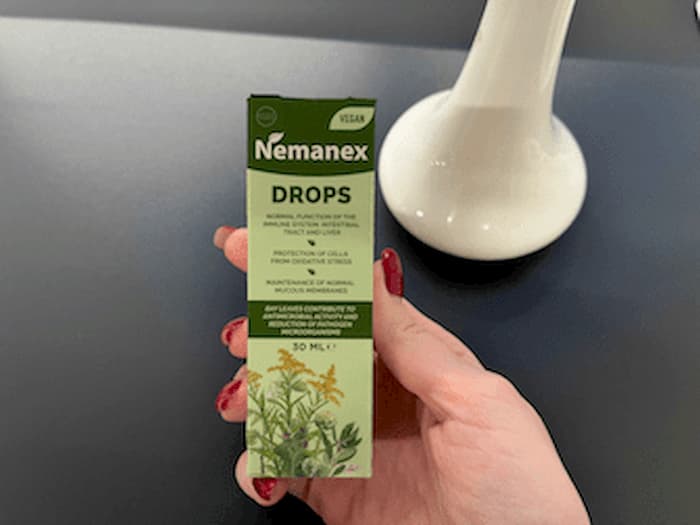 VEGAN
Nemanex
DROPS
NORMAL FUNCTION OF THE
IMMUNE SYSTEM, INTESTINAL
TRACT AND LIVER
PROTECTION OF CELLS
FROM OXIDATIVE STRESS
MAINTENANCE OF NORMAL
MUCOUS MEMBRANES
BAY LEAVES CONTRIBUTE TO
ANTIMICROBIAL ACTIVITY AND
REDUCTION OF PATHOGEN
MICROORGANISMS
30 ML e